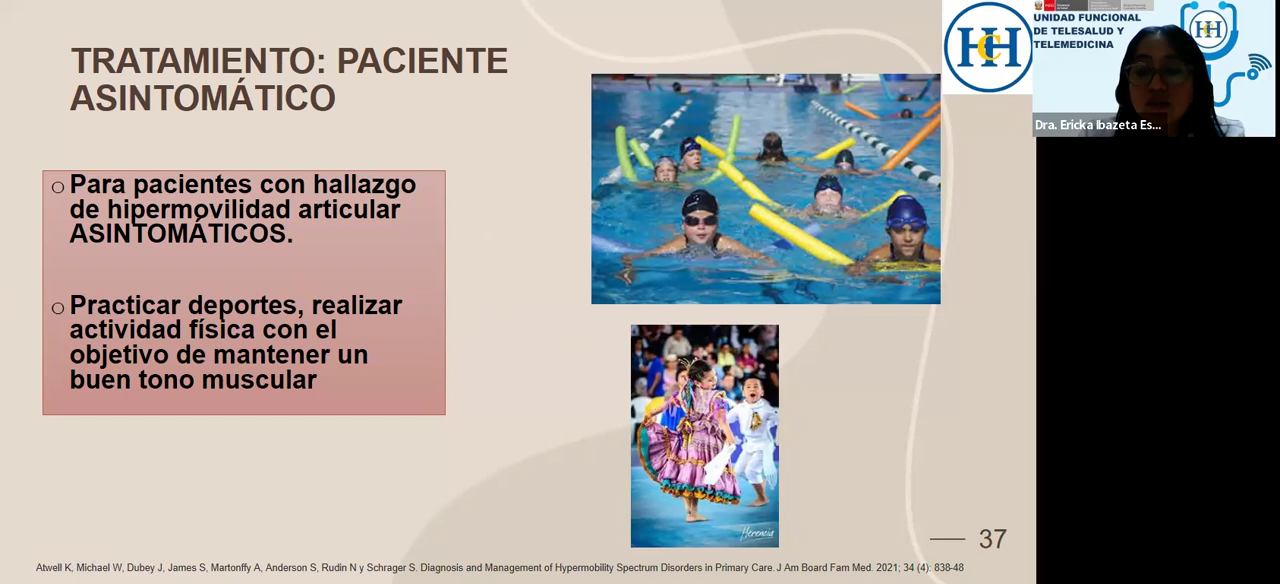 TRATAMIENTO: PACIENTE
ASINTOMÁTICO
○ Para pacientes con hallazgo
de hipermovilidad articular
ASINTOMÁTICOS.
○ Practicar deportes, realizar
actividad física con el
objetivo de mantener un
buen tono muscular
Herencia
37
Atwell K, Michael W, Dubey J, James S, Martonffy A, Anderson S, Rudin N y Schrager S. Diagnosis and Management of Hypermobility Spectrum Disorders in Primary Care. J Am Board Fam Med. 2021; 34 (4): 838-48
HCH
UNIDAD FUNCIONAL
DE TELESALUD Y
TELEMEDICINA
HCH
Dra. Ericka Ibazeta Es...